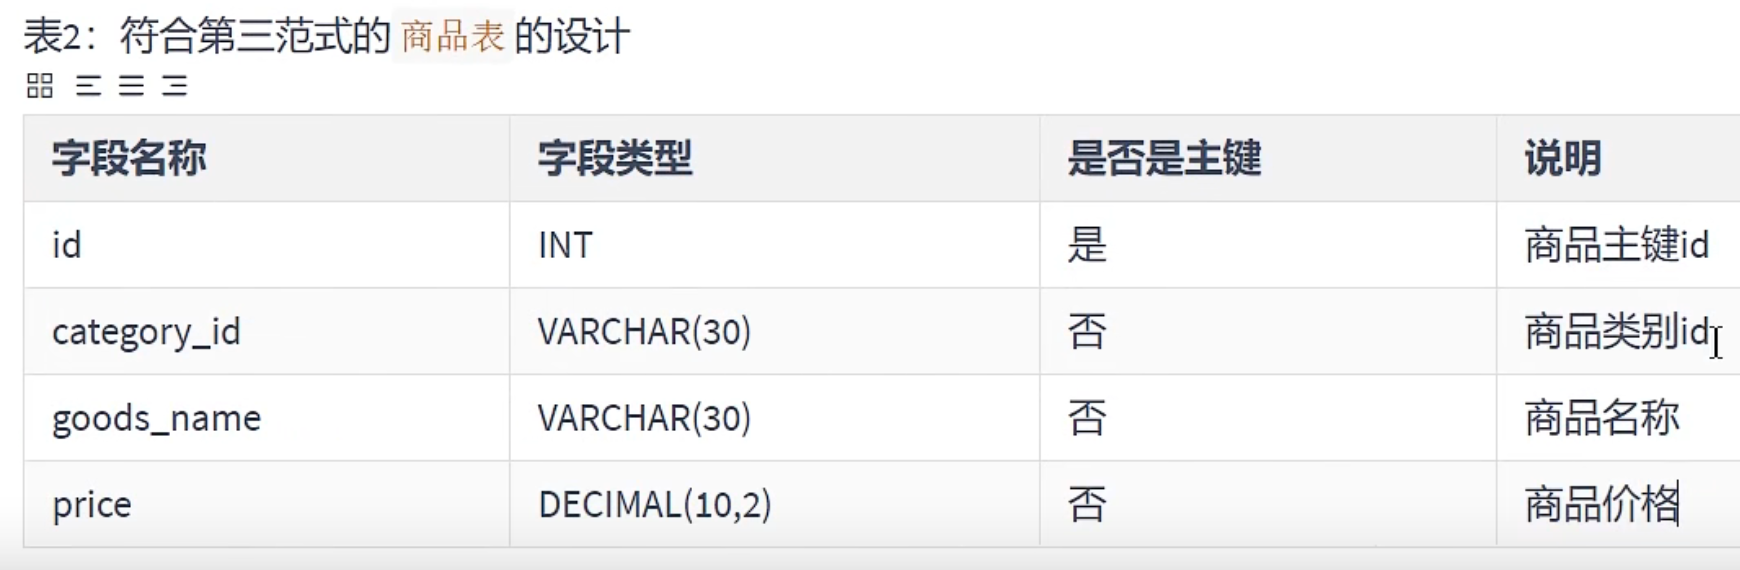 表2：符合第三范式的 商品表 的设计
字段名称 字段类型 是否是主键 说明
id INT 是 商品主键id
category_id VARCHAR(30) 否 商品类别id
goods_name VARCHAR(30) 否 商品名称
price DECIMAL(10,2) 否 商品价格